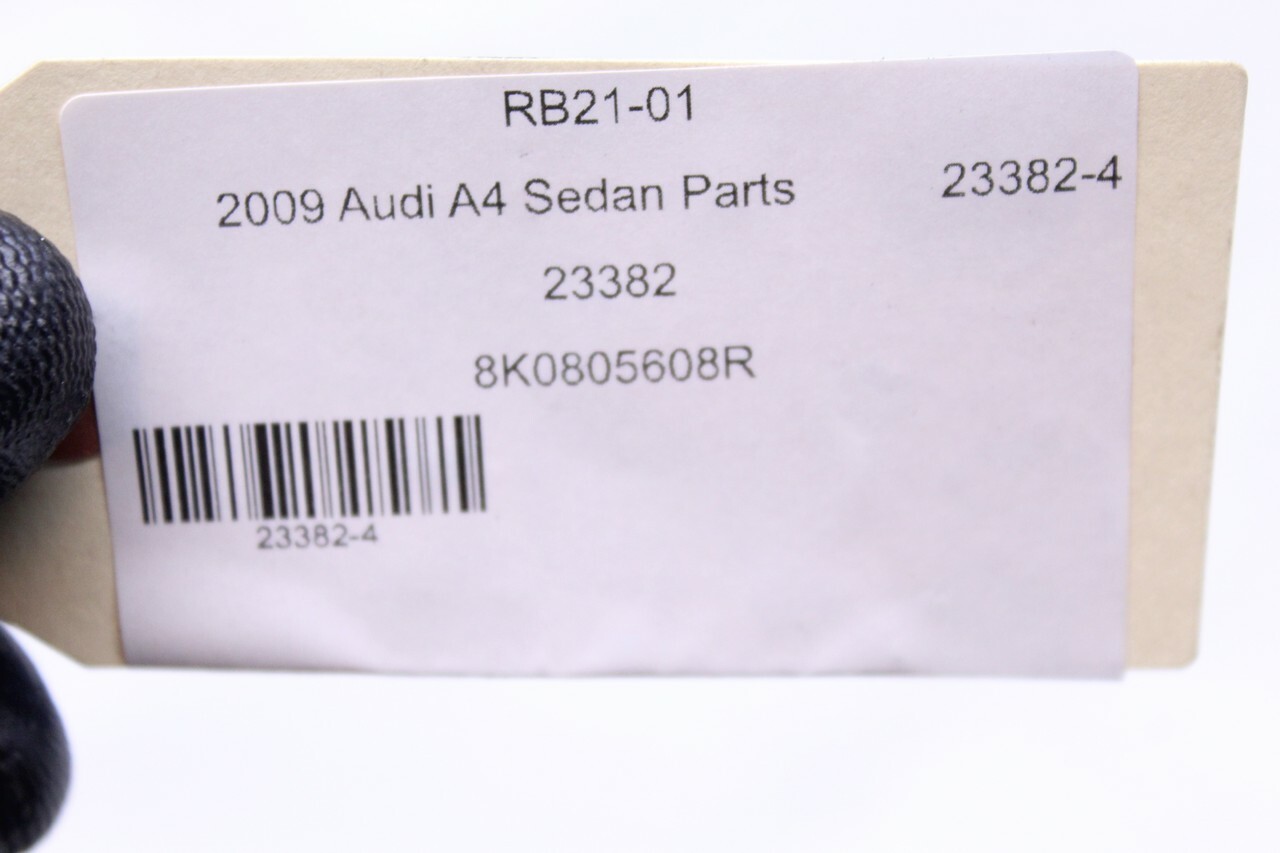 RB21-01
2009 Audi A4 Sedan Parts 23382-4
23382
8K0805608R
23382-4